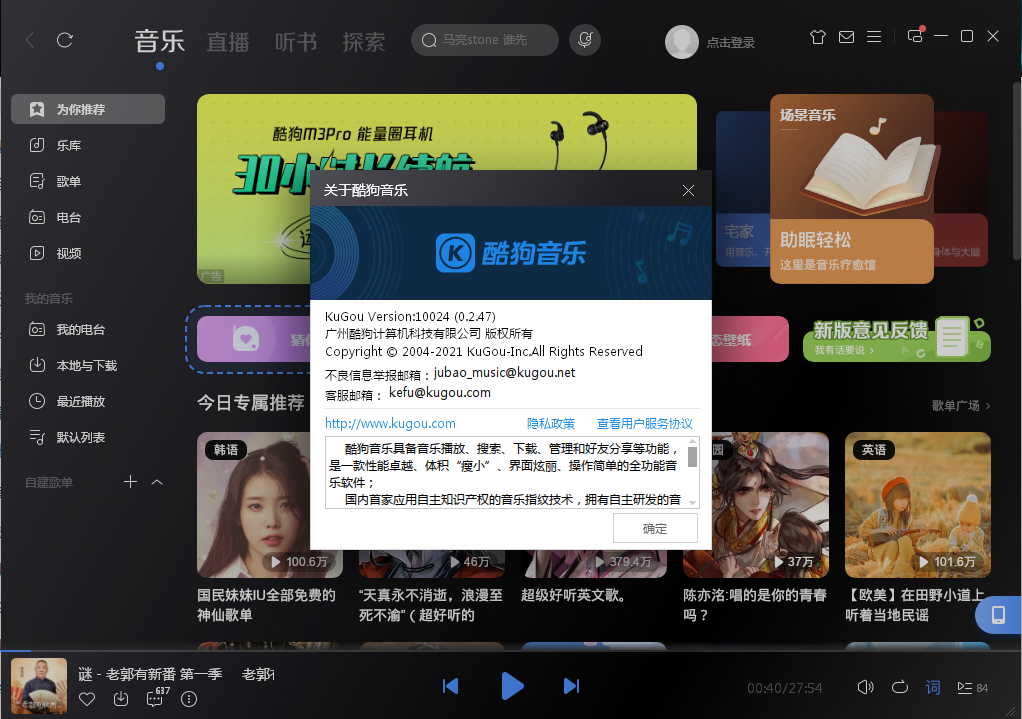 音乐 直播 听书 探索
马亮stone 谁先
点击登录
为你推荐
乐库
歌单
电台
视频
我的音乐
我的电台
本地与下载
最近播放
默认列表
自建歌单
酷狗M3Pro 能量圈耳机
广告
宅家
场景音乐
助眠轻松
这里是音乐疗愈馆
身体与大脑
关于酷狗音乐
酷狗音乐
KuGou Version:10024 (0.2.47)
广州酷狗计算机科技有限公司 版权所有
Copyright © 2004-2021 KuGou-Inc.All Rights Reserved
不良信息举报邮箱：jubao_music@kugou.net
客服邮箱： kefu@kugou.com
http://www.kugou.com 隐私政策 查看用户服务协议
酷狗音乐具备音乐播放、搜索、下载、管理和好友分享等功能，
是一款性能卓越、体积“瘦小”、界面炫丽、操作简单的全功能音
乐软件；
国内首家应用自主知识产权的音乐指纹技术，拥有自主研发的音
确定
新版意见反馈
我有话要说 >
今日专属推荐
歌单广场 >
韩语
英语
100.6万
46万
379.4万
37万
101.6万
国民妹妹IU全部免费的
神仙歌单
“天真永不消逝，浪漫至
死不渝”（超好听的
超级好听英文歌。
陈亦洺:唱的是你的青春
吗？
【欧美】在田野小道上
听着当地民谣
谜 - 老郭有新番 第一季 老郭
637
00:40/27:54
词
84